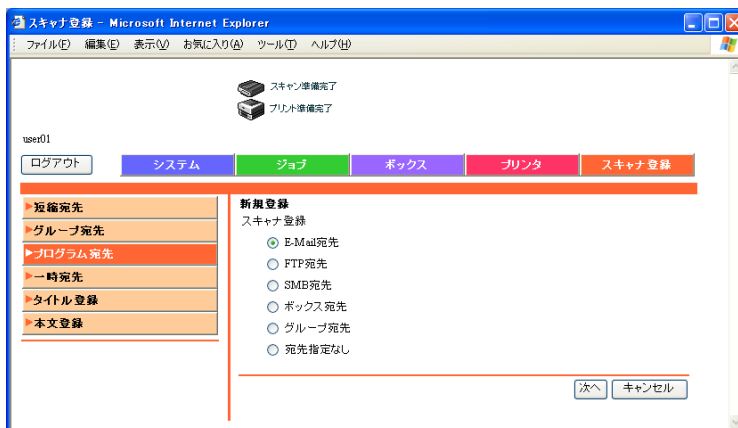 スキャナ登録 - Microsoft Internet Explorer
ファイル(F) 編集(E) 表示(V) お気に入り(A) ツール(T) ヘルプ(H)
スキャン準備完了
プリント準備完了
user01
ログアウト システム ジョブ ボックス プリンタ スキャナ登録
▶短縮宛先
▶グループ宛先
▶プログラム宛先
▶一時宛先
▶タイトル登録
▶本文登録
新規登録
スキャナ登録
E-Mail宛先
FTP宛先
SMB宛先
ボックス宛先
グループ宛先
宛先指定なし
次へ キャンセル